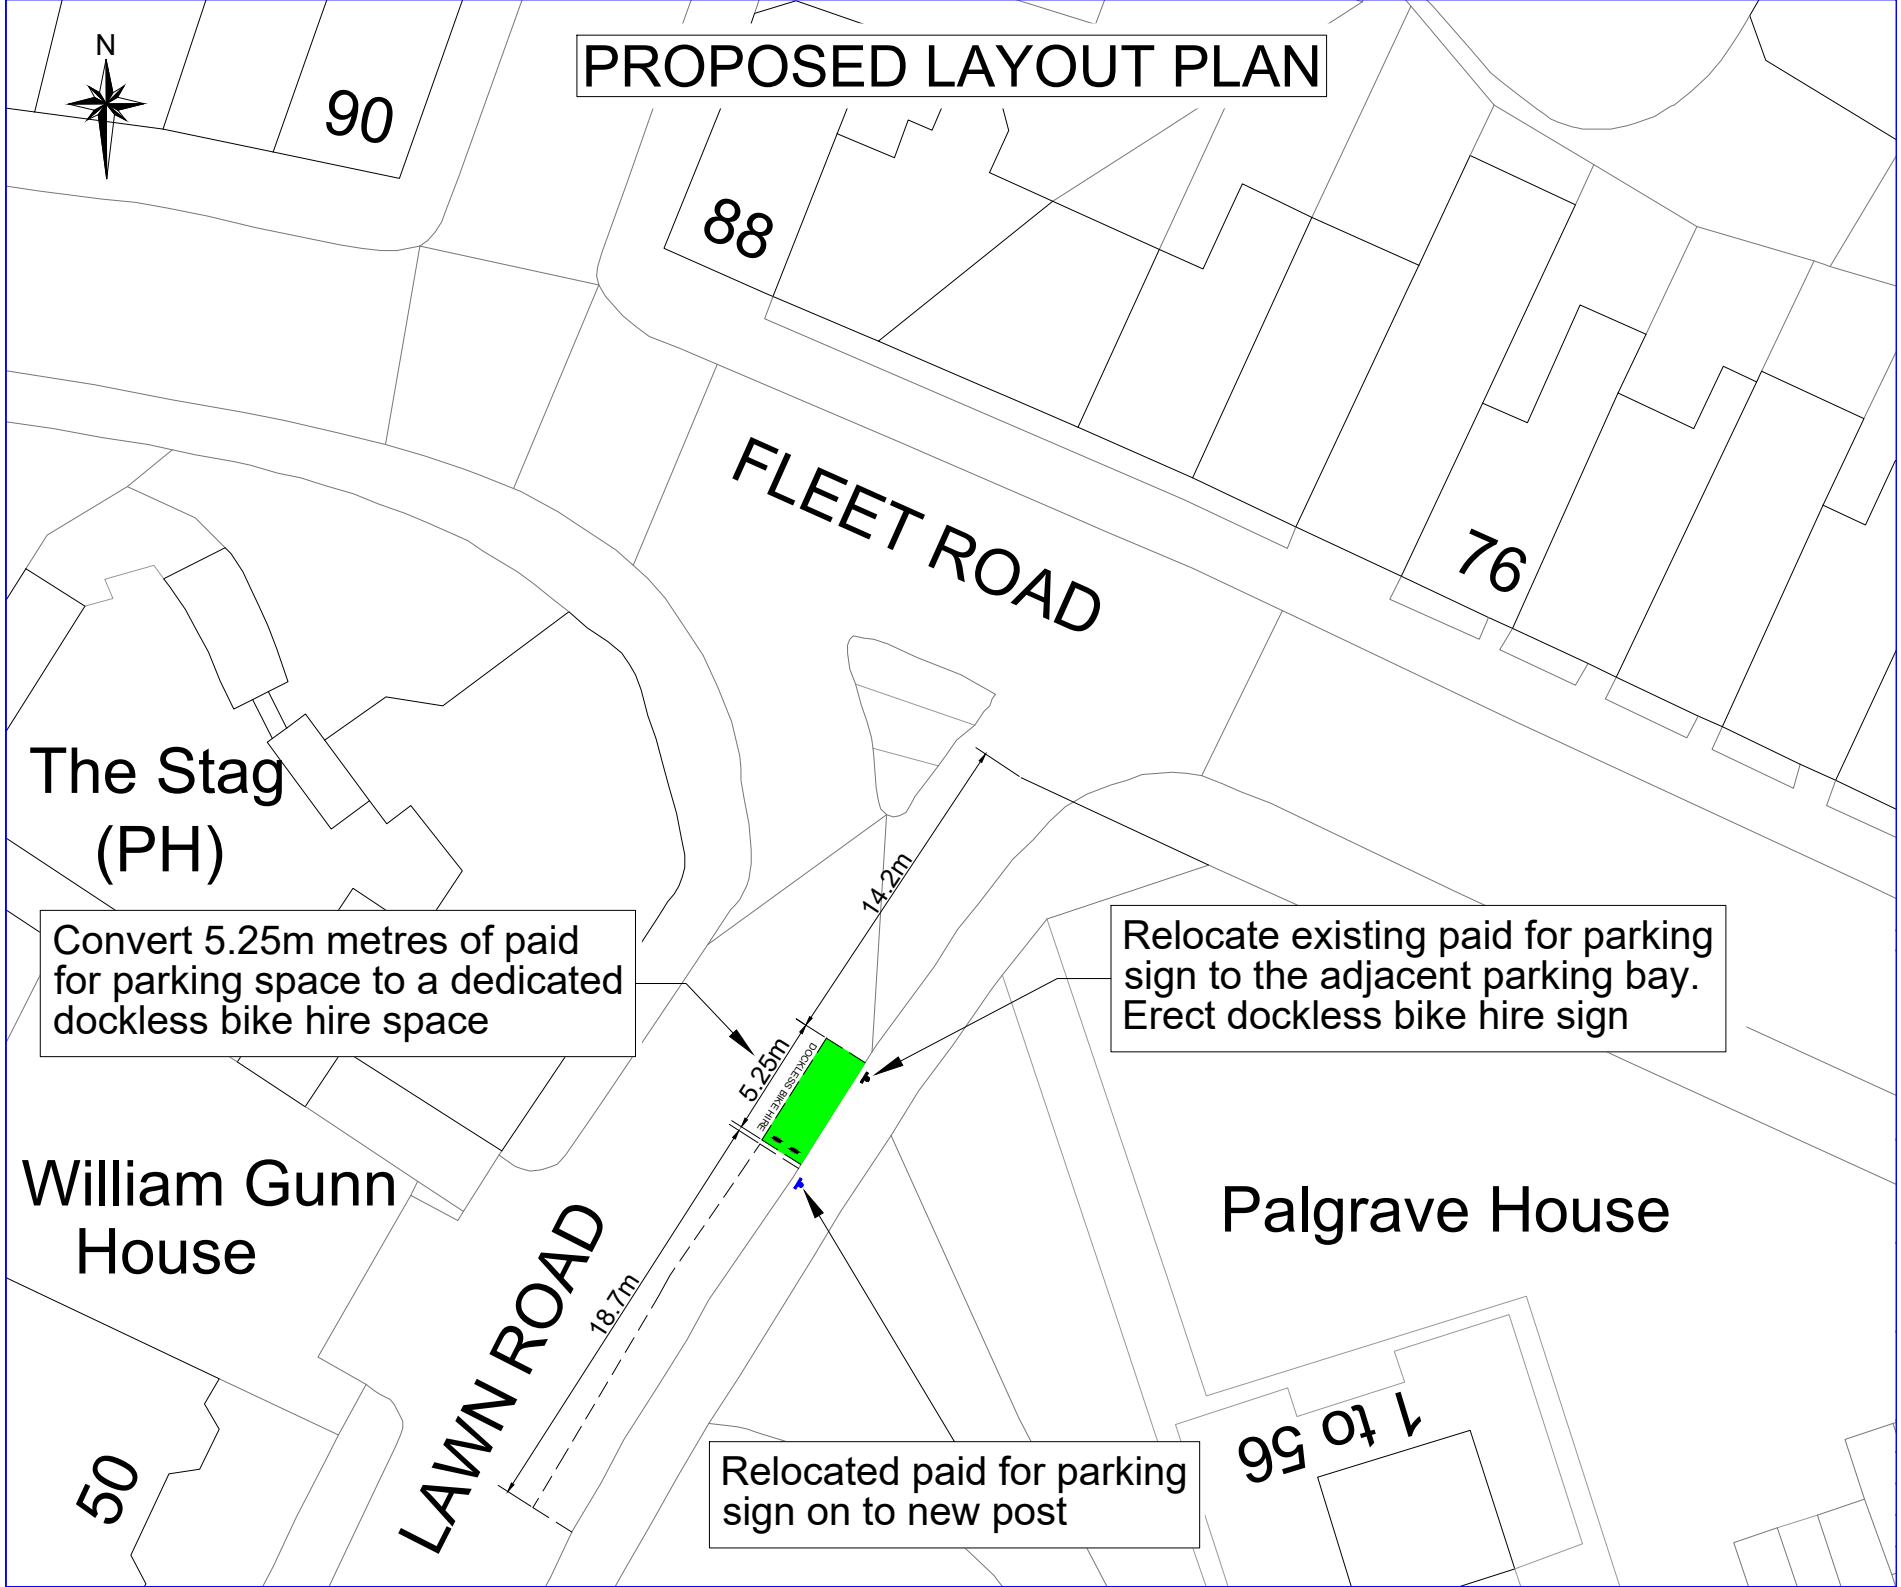 N
PROPOSED LAYOUT PLAN
90
88
FLEET ROAD
76
The Stag
(PH)
14.2m
Convert 5.25m metres of paid
for parking space to a dedicated
dockless bike hire space
Relocate existing paid for parking
sign to the adjacent parking bay.
Erect dockless bike hire sign
5.25m
DOCKLESS BIKE HIRE
William Gunn
House
Palgrave House
18.7m
LAWN ROAD
1 to 56
50
Relocated paid for parking
sign on to new post